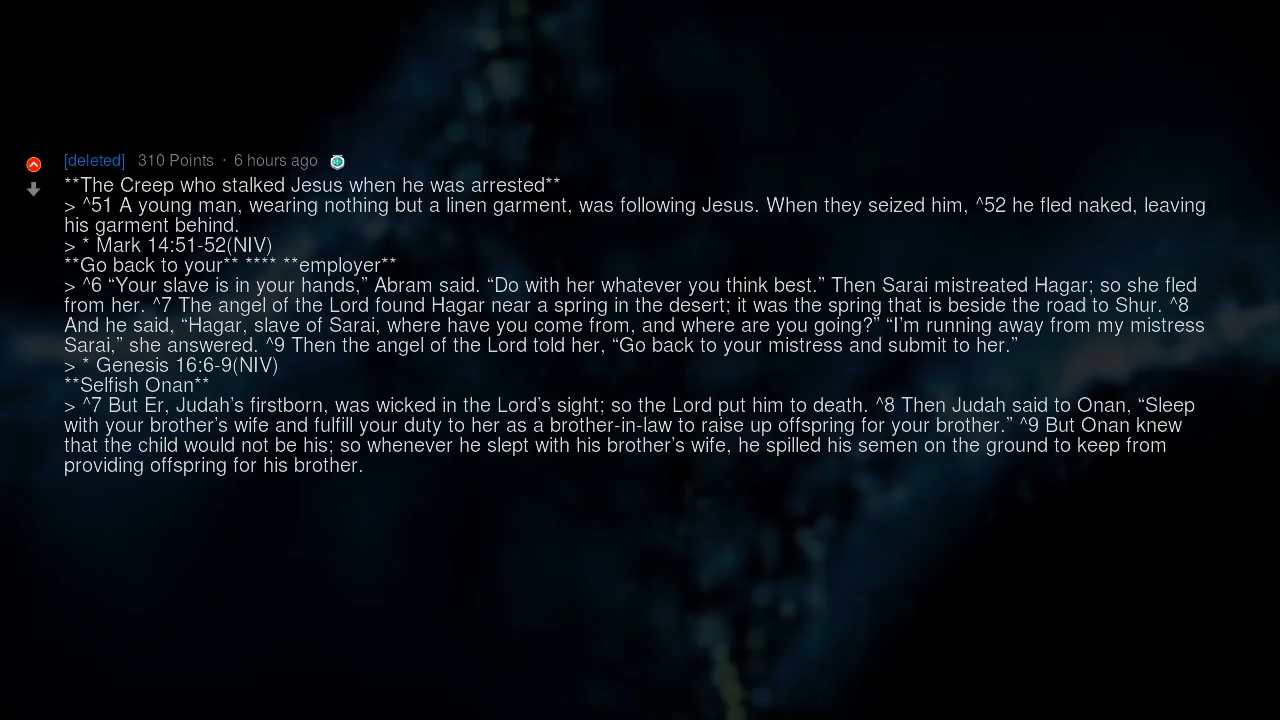 [deleted] 310 Points · 6 hours ago
**The Creep who stalked Jesus when he was arrested**
> ^51 A young man, wearing nothing but a linen garment, was following Jesus. When they seized him, ^52 he fled naked, leaving
his garment behind.
> * Mark 14:51-52(NIV)
**Go back to your** **** **employer**
> ^6 “Your slave is in your hands,” Abram said. “Do with her whatever you think best.” Then Sarai mistreated Hagar; so she fled
from her. ^7 The angel of the Lord found Hagar near a spring in the desert; it was the spring that is beside the road to Shur. ^8
And he said, “Hagar, slave of Sarai, where have you come from, and where are you going?” “I’m running away from my mistress
Sarai,” she answered. ^9 Then the angel of the Lord told her, “Go back to your mistress and submit to her.”
> * Genesis 16:6-9(NIV)
**Selfish Onan**
> ^7 But Er, Judah’s firstborn, was wicked in the Lord’s sight; so the Lord put him to death. ^8 Then Judah said to Onan, “Sleep
with your brother’s wife and fulfill your duty to her as a brother-in-law to raise up offspring for your brother.” ^9 But Onan knew
that the child would not be his; so whenever he slept with his brother’s wife, he spilled his semen on the ground to keep from
providing offspring for his brother.